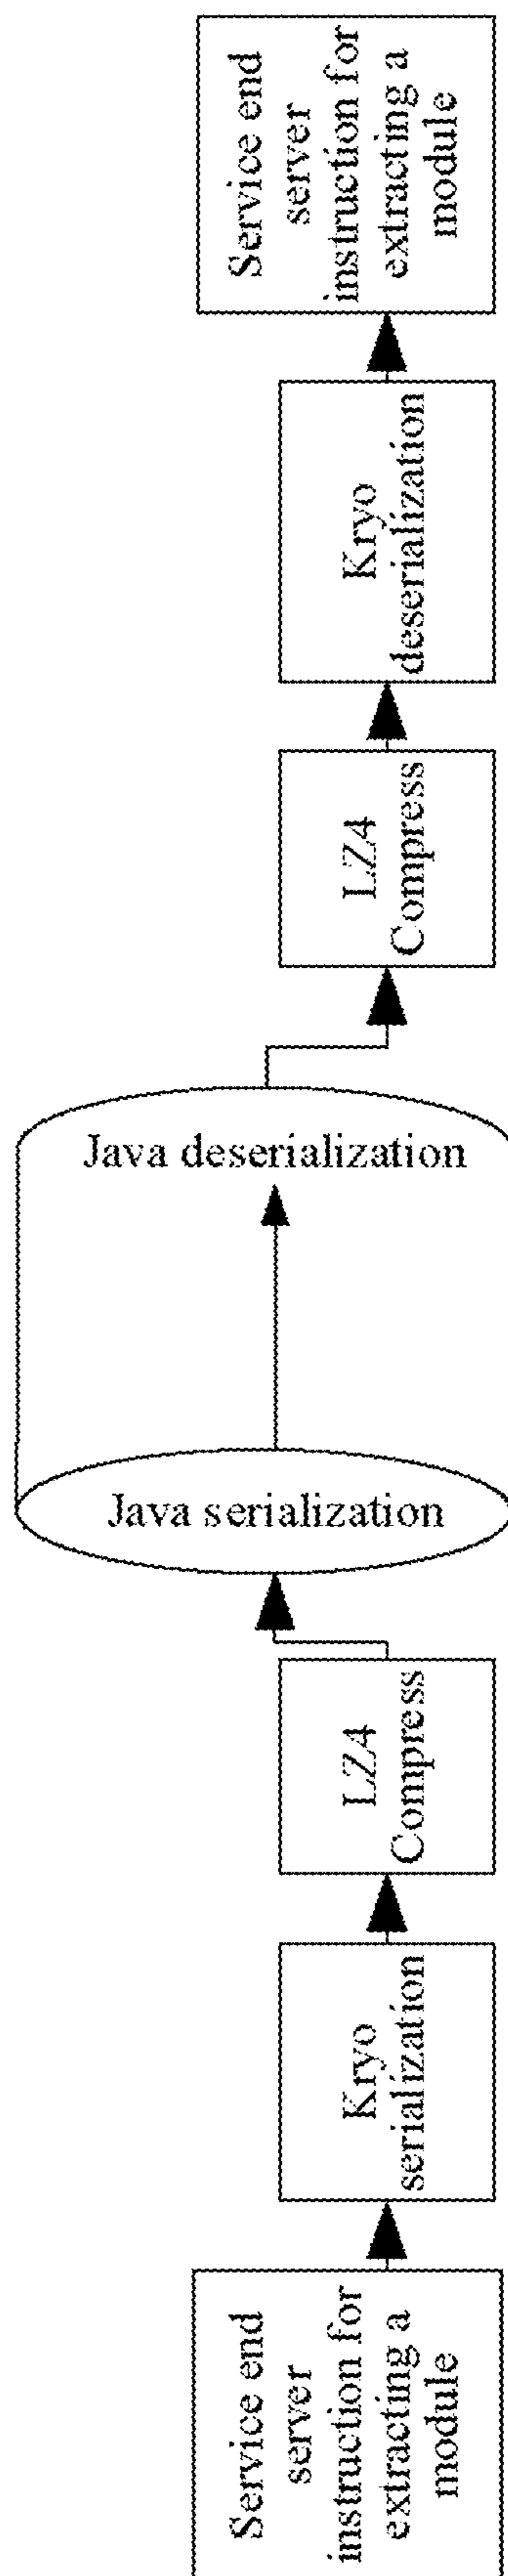 Service end
server
instruction for
extracting a
module
Kryo
serialization
LZ4
Compress
Java serialization
Java deserialization
LZ4
Compress
Kryo
deserialization
Service end
server
instruction for
extracting a
module